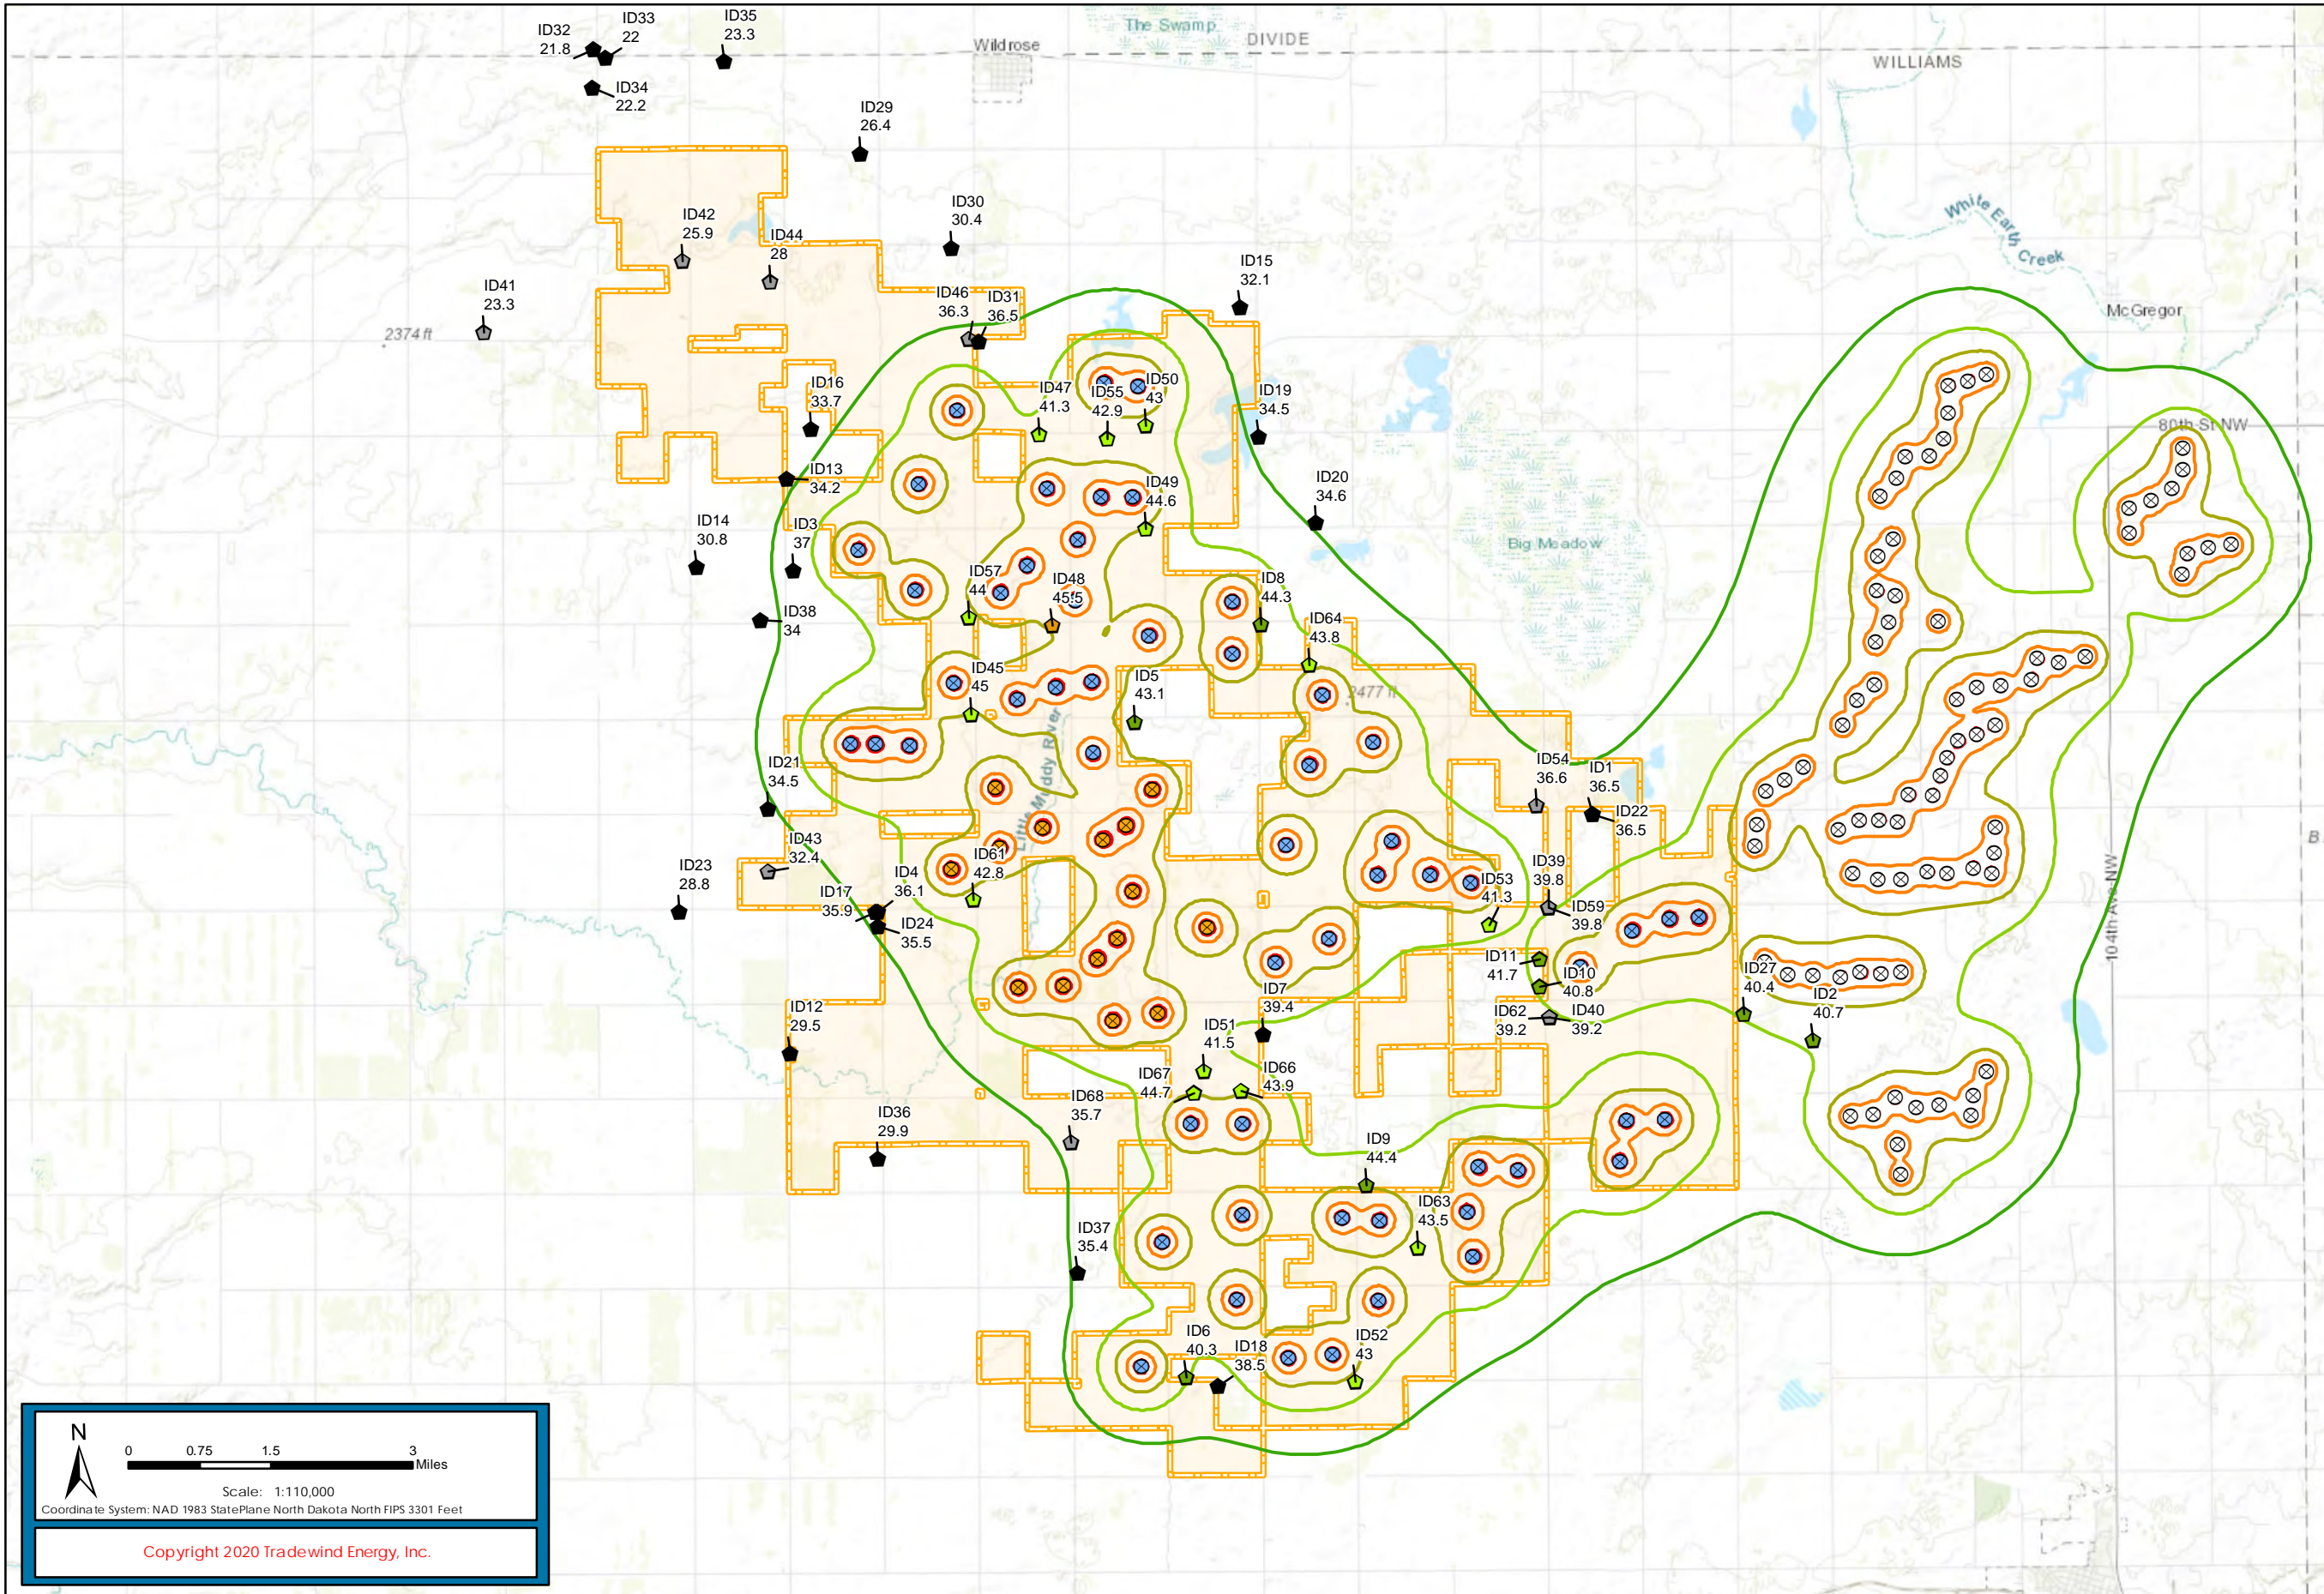 ID32
21.8
ID33
22
ID35
23.3
Wildrose
The Swamp
DIVIDE
WILLIAMS
ID34
22.2
ID29
26.4
ID30
30.4
White Earth Creek
ID42
25.9
ID44
28
ID15
32.1
ID41
23.3
2374 ft
ID46
36.3
ID31
36.5
McGregor
ID16
33.7
ID47
41.3
ID55
42.9
ID50
43
ID19
34.5
80th St NW
ID13
34.2
ID49
44.6
ID20
34.6
ID14
30.8
ID3
37
Big Meadow
ID57
44
ID48
45.5
ID8
44.3
ID38
34
ID64
43.8
ID45
45
ID5
43.1
2477 ft
Little Muddy River
ID21
34.5
ID54
36.6
ID1
36.5
ID22
36.5
B
ID43
32.4
ID61
42.8
ID23
28.8
ID4
36.1
ID17
35.9
ID24
35.5
ID53
41.3
ID39
39.8
ID59
39.8
104th Ave NW
ID11
41.7
ID10
40.8
ID27
40.4
ID2
40.7
ID7
39.4
ID62
39.2
ID40
39.2
ID12
29.5
ID51
41.5
ID67
44.7
ID66
43.9
ID68
35.7
ID36
29.9
ID9
44.4
ID63
43.5
ID37
35.4
ID6
40.3
ID18
38.5
ID52
43
N
0 0.75 1.5 3
Miles
Scale: 1:110,000
Coordinate System: NAD 1983 StatePlane North Dakota North FIPS 3301 Feet
Copyright 2020 Tradewind Energy, Inc.